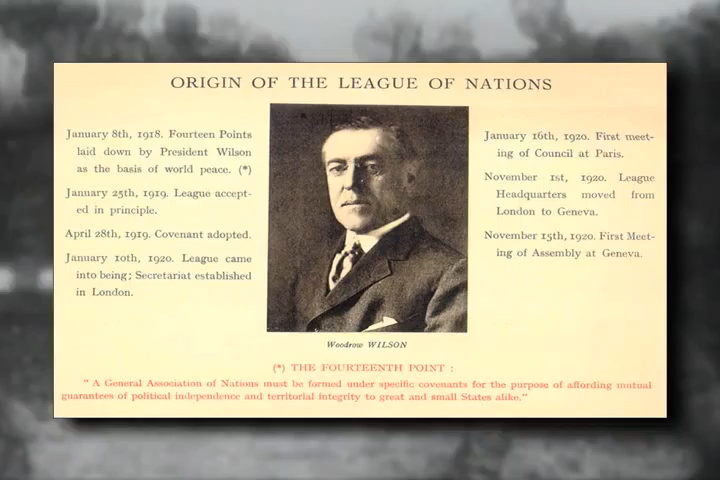 ORIGIN OF THE LEAGUE OF NATIONS
January 8th, 1918. Fourteen Points
laid down by President Wilson
as the basis of world peace. (*)
January 25th, 1919. League accept-
ed in principle.
April 28th, 1919. Covenant adopted.
January 10th, 1920. League came
into being; Secretariat established
in London.
Woodrow WILSON
January 16th, 1920. First meet-
ing of Council at Paris.
November 1st, 1920. League
Headquarters moved from
London to Geneva.
November 15th, 1920. First Meet-
ing of Assembly at Geneva.
(*) THE FOURTEENTH POINT :
" A General Association of Nations must be formed under specific covenants for the purpose of affording mutual
guarantees of political independence and territorial integrity to great and small States alike."